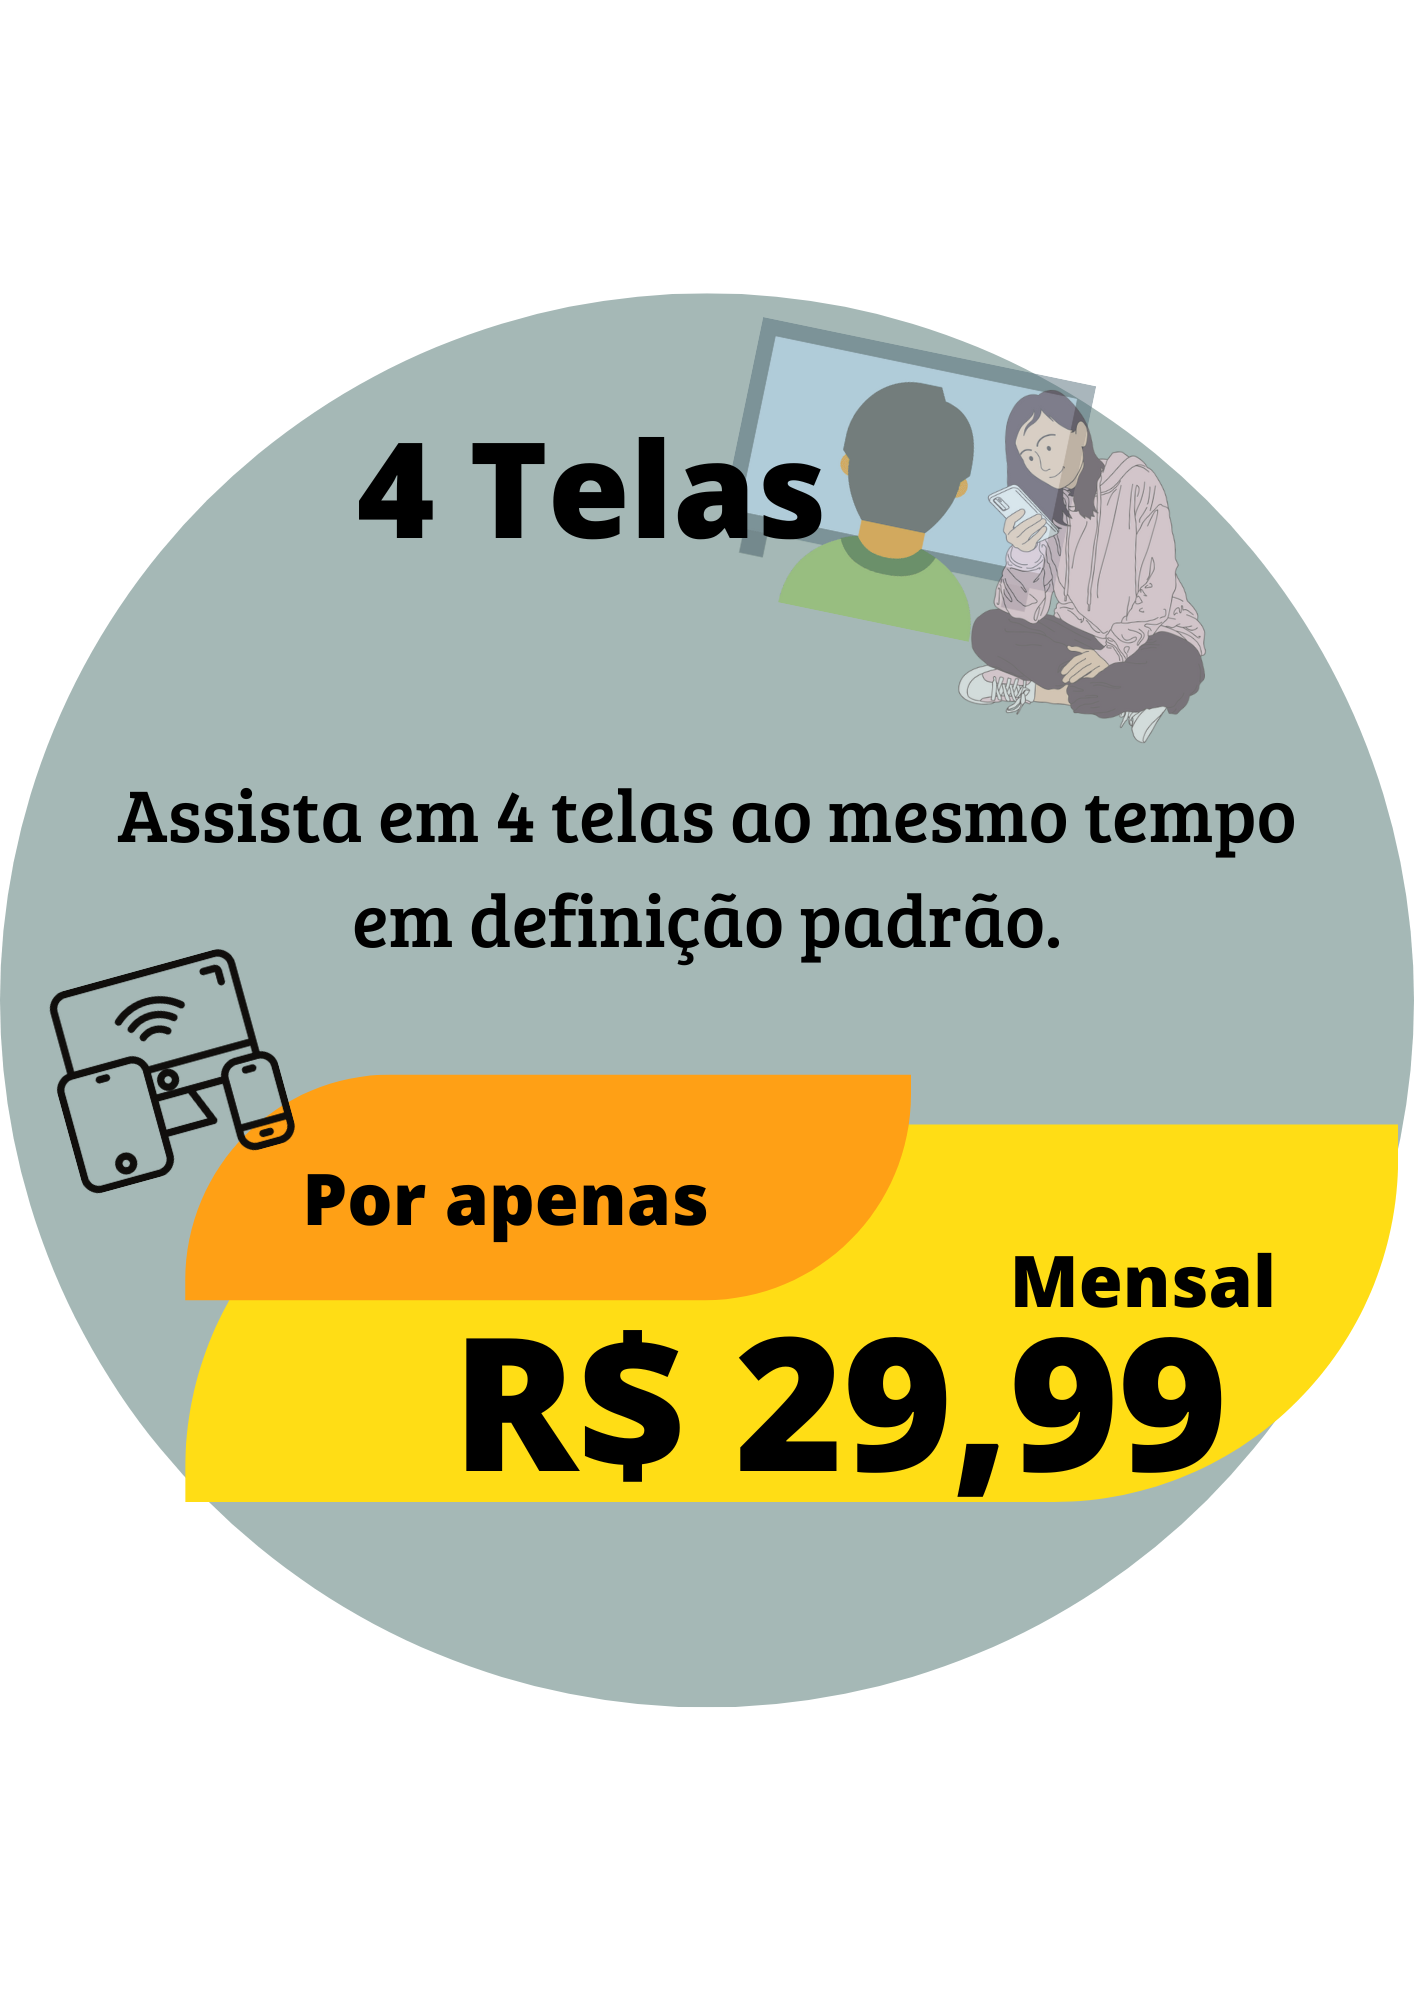 4 Telas
Assista em 4 telas ao mesmo tempo
em definição padrão.
Por apenas
Mensal
R$ 29,99